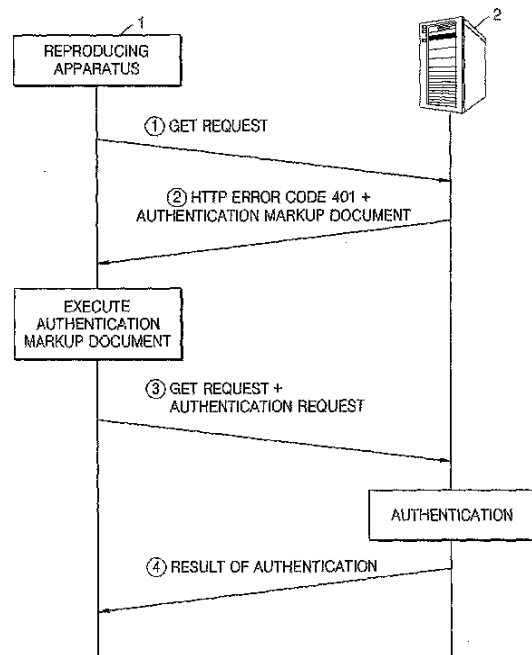 1
2
REPRODUCING
APPARATUS
① GET REQUEST
② HTTP ERROR CODE 401 +
AUTHENTICATION MARKUP DOCUMENT
EXECUTE
AUTHENTICATION
MARKUP DOCUMENT
③ GET REQUEST +
AUTHENTICATION REQUEST
AUTHENTICATION
④ RESULT OF AUTHENTICATION